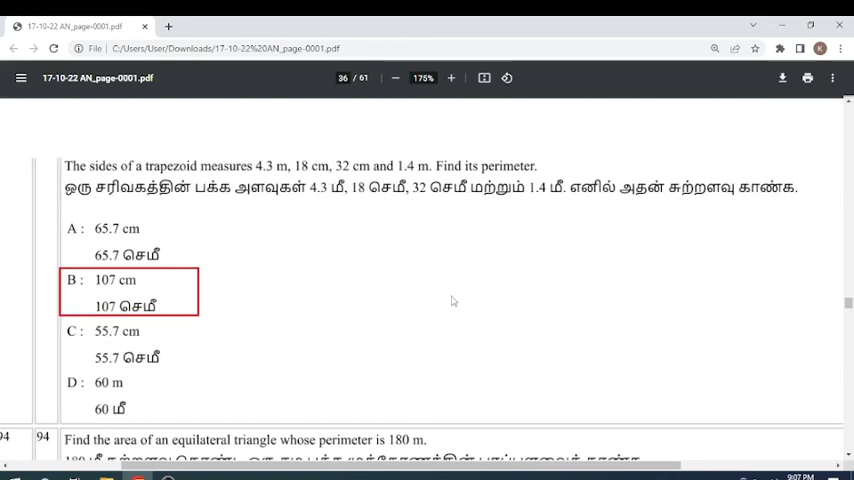 17-10-22 AN_page-0001.pdf
File C:/Users/User/Downloads/17-10-22%20AN_page-0001.pdf
K
17-10-22 AN_page-0001.pdf 36 / 61 175%
The sides of a trapezoid measures 4.3 m, 18 cm, 32 cm and 1.4 m. Find its perimeter.
ஒரு சரிவகத்தின் பக்க அளவுகள் 4.3 மீ, 18 செமீ, 32 செமீ மற்றும் 1.4 மீ. எனில் அதன் சுற்றளவு காண்க.
A : 65.7 cm
65.7 செமீ
B : 107 cm
107 செமீ
C : 55.7 cm
55.7 செமீ
D : 60 m
60 மீ
94 94 Find the area of an equilateral triangle whose perimeter is 180 m.
9:07 PM